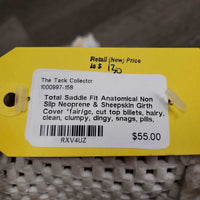 Retail (New) Price
is $ 130
The Tack Collector
1000997-158
Total Saddle Fit Anatomical Non
Slip Neoprene & Sheepskin Girth
Cover *fair/gc, cut top billets, hairy,
clean, clumpy, dingy, snags, pills,
$55.00
RXV4UZ